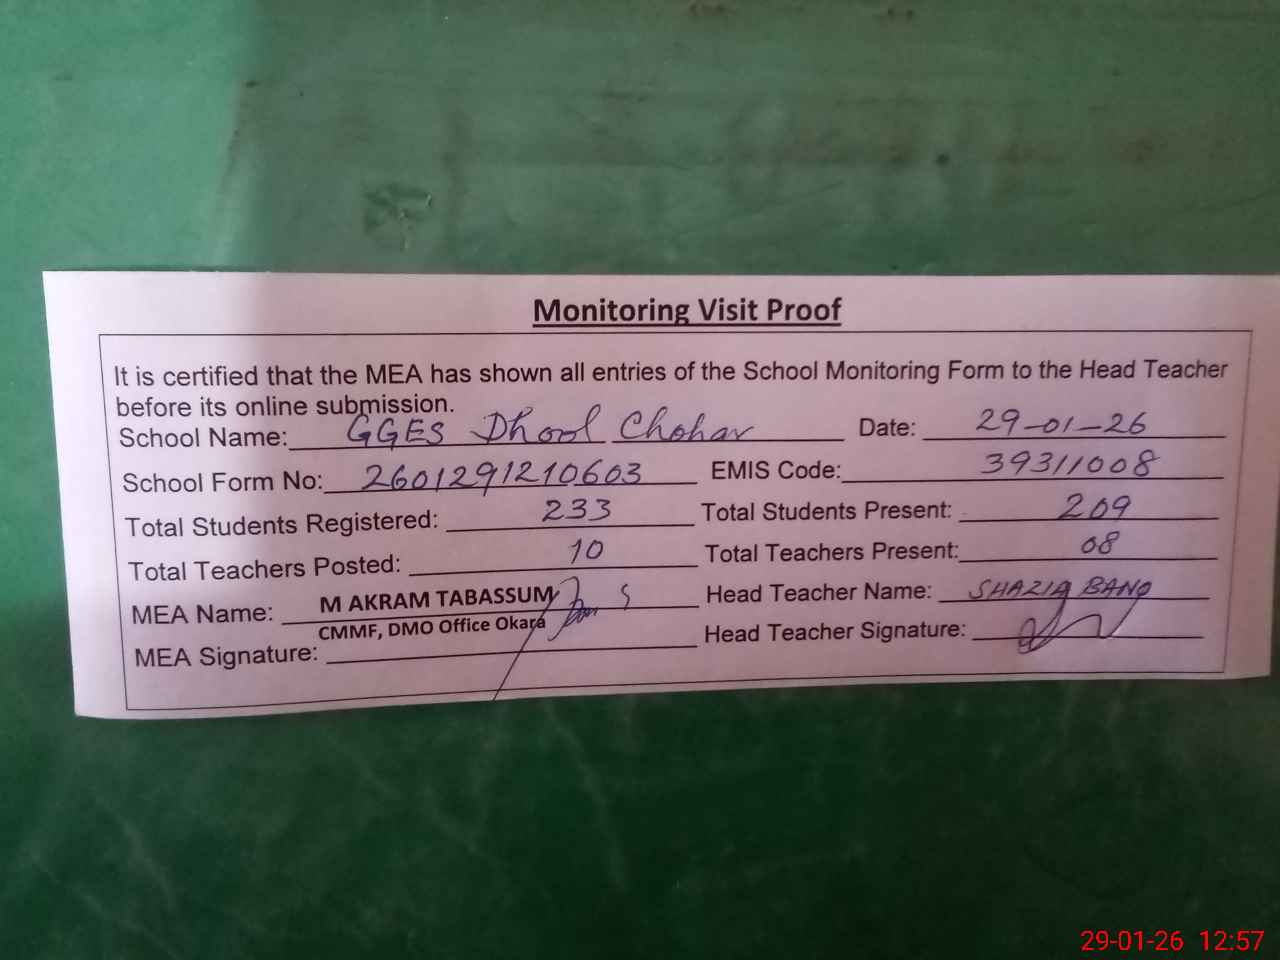 Monitoring Visit Proof
It is certified that the MEA has shown all entries of the School Monitoring Form to the Head Teacher
before its online submission.
School Name: GGES Dhool Chohar Date: 29-01-26
School Form No: 2601291210603 EMIS Code: 39311008
Total Students Registered: 233 Total Students Present: 209
Total Teachers Posted: 10 Total Teachers Present: 08
MEA Name: M AKRAM TABASSUM Head Teacher Name: SHAZIA BANO
CMMF, DMO Office Okara
MEA Signature: Head Teacher Signature:
29-01-26 12:57